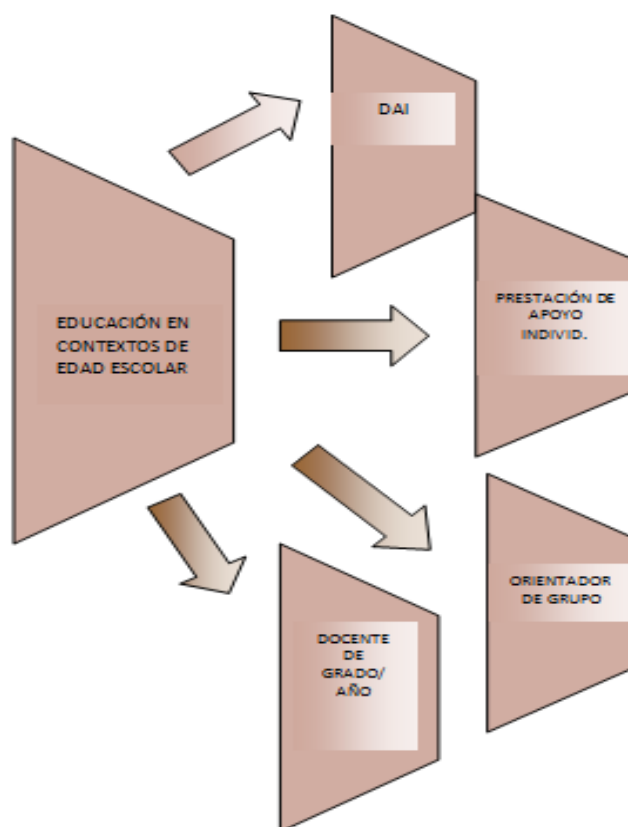 DAI
EDUCACIÓN EN
CONTEXTOS DE
EDAD ESCOLAR
PRESTACIÓN DE
APOYO
INDIVID.
ORIENTADOR
DE GRUPO
DOCENTE
DE
GRADO/
AÑO